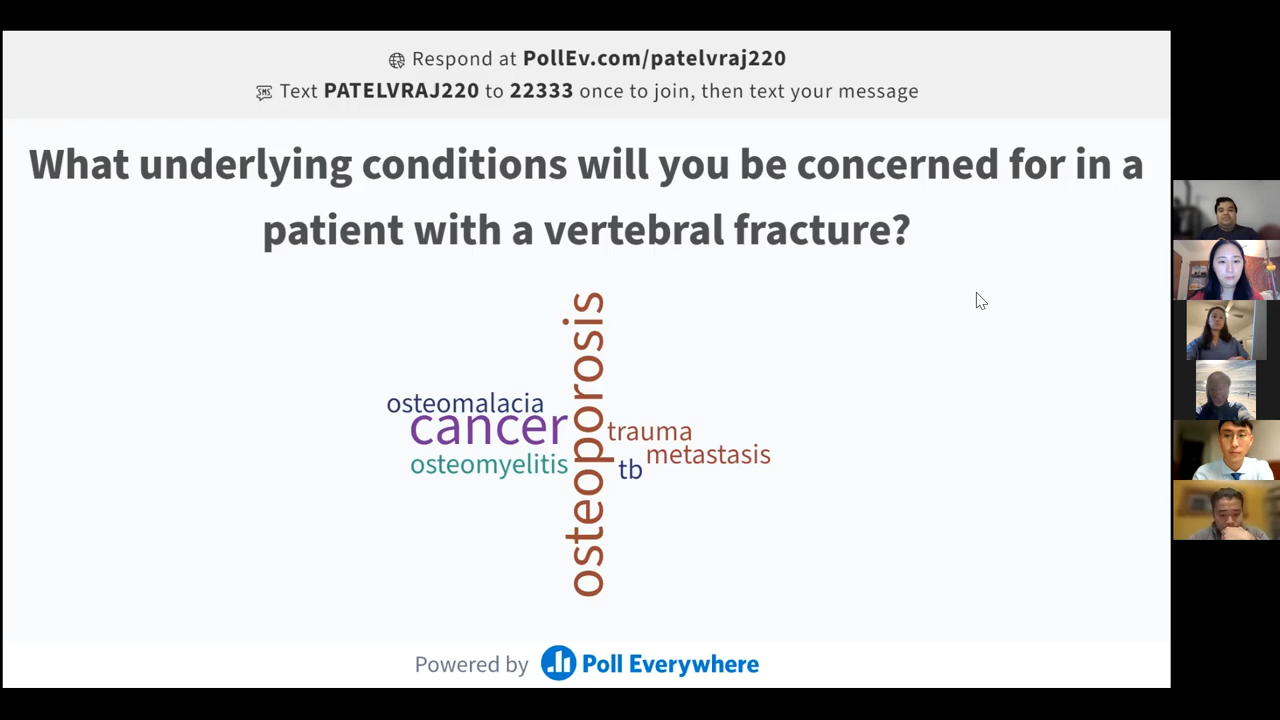 Respond at PollEv.com/patelvraj220
Text PATELVRAJ220 to 22333 once to join, then text your message
What underlying conditions will you be concerned for in a
patient with a vertebral fracture?
osteoporosis
osteomalacia
cancer
trauma
metastasis
osteomyelitis
tb
Powered by Poll Everywhere